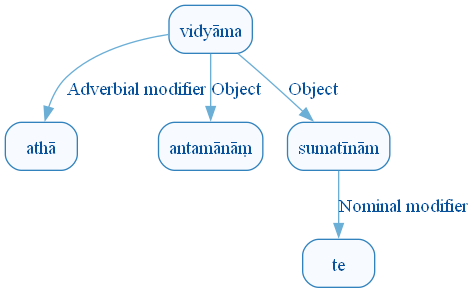 vidyāma
Adverbial modifier Object Object
athā antamānāṃ sumatīnām
Nominal modifier
te